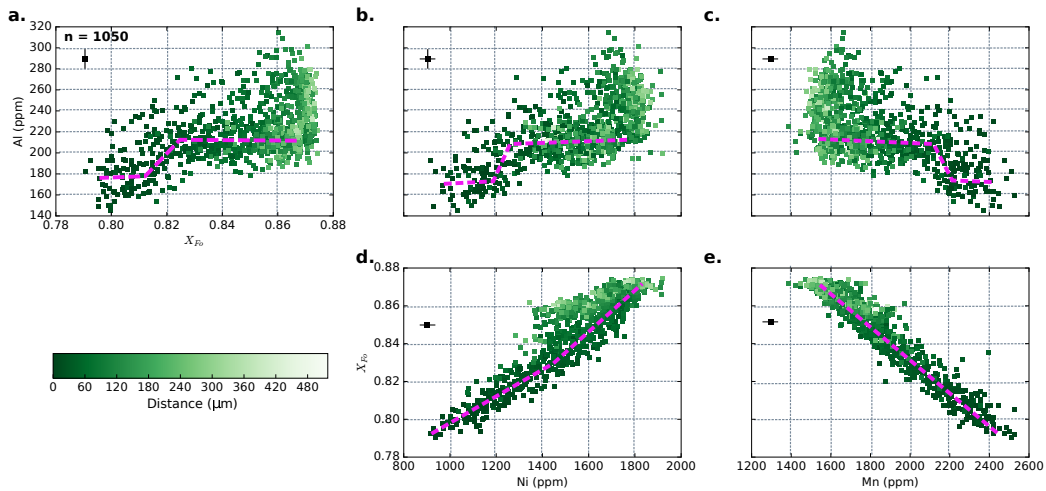 a.
b.
c.
n = 1050
320
300
280
260
240
220
200
180
160
140
Al (ppm)
0.78 0.80 0.82 0.84 0.86 0.88
X_Fo
d.
e.
0.88
0.86
0.84
0.82
0.80
0.78
X_Fo
800 1000 1200 1400 1600 1800 2000
Ni (ppm)
1200 1400 1600 1800 2000 2200 2400 2600
Mn (ppm)
0 60 120 180 240 300 360 420 480
Distance (μm)